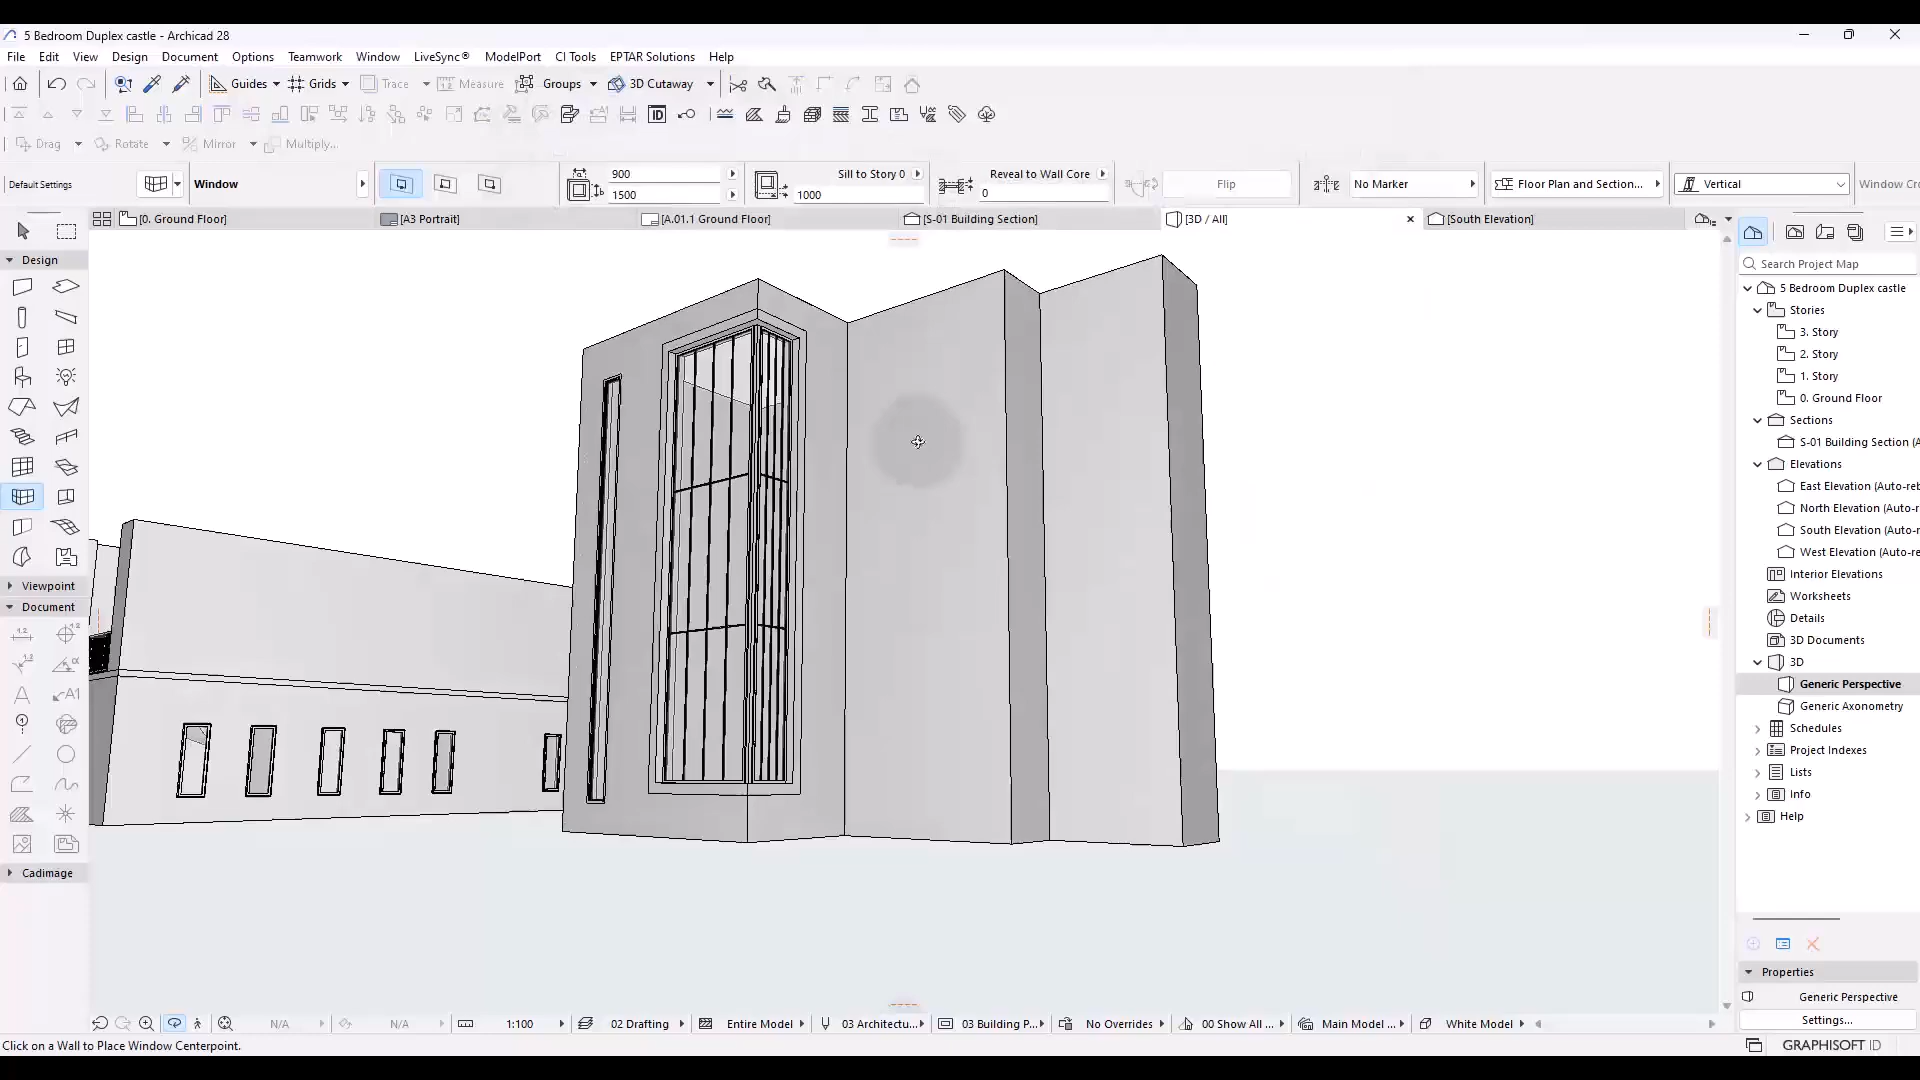 5 Bedroom Duplex castle - Archicad 28
File Edit View Design Document Options Teamwork Window LiveSync® ModelPort CI Tools EPTAR Solutions Help
Guides Grids Trace Measure Groups 3D Cutaway
ID
Drag Rotate Mirror Multiply...
Default Settings Window 900 1500 Sill to Story 0 1000 Reveal to Wall Core 0 Flip No Marker Floor Plan and Section... Vertical Window Cr
[0. Ground Floor] [A3 Portrait] [A.01.1 Ground Floor] [S-01 Building Section] [3D / All] [South Elevation]
Design
Viewpoint
Document
Cadimage
Search Project Map
5 Bedroom Duplex castle
Stories
3. Story
2. Story
1. Story
0. Ground Floor
Sections
S-01 Building Section (A
Elevations
East Elevation (Auto-reb
North Elevation (Auto-r
South Elevation (Auto-re
West Elevation (Auto-re
Interior Elevations
Worksheets
Details
3D Documents
3D
Generic Perspective
Generic Axonometry
Schedules
Project Indexes
Lists
Info
Help
Properties
Generic Perspective
Settings...
N/A N/A 1:100 02 Drafting Entire Model 03 Architectu... 03 Building P... No Overrides 00 Show All ... Main Model ... White Model
Click on a Wall to Place Window Centerpoint.
GRAPHISOFT ID